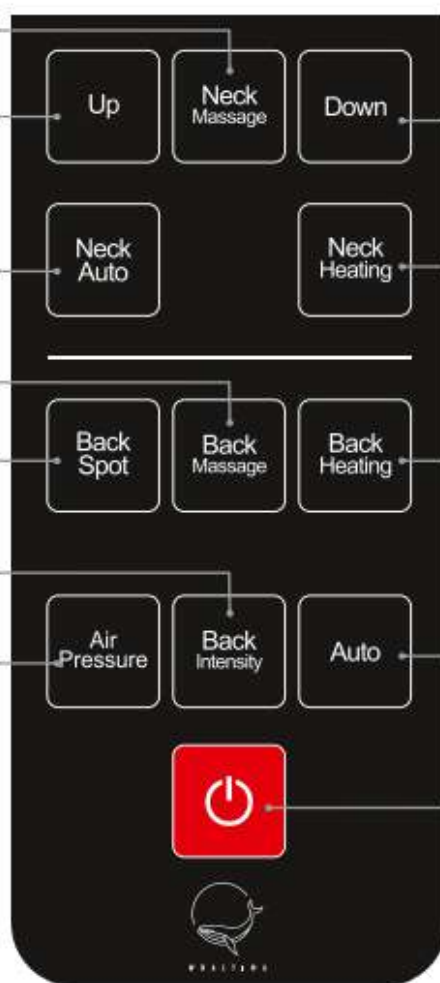 Up
Neck
Massage
Down
Neck
Auto
Neck
Heating
Back
Spot
Back
Massage
Back
Heating
Air
Pressure
Back
Intensity
Auto